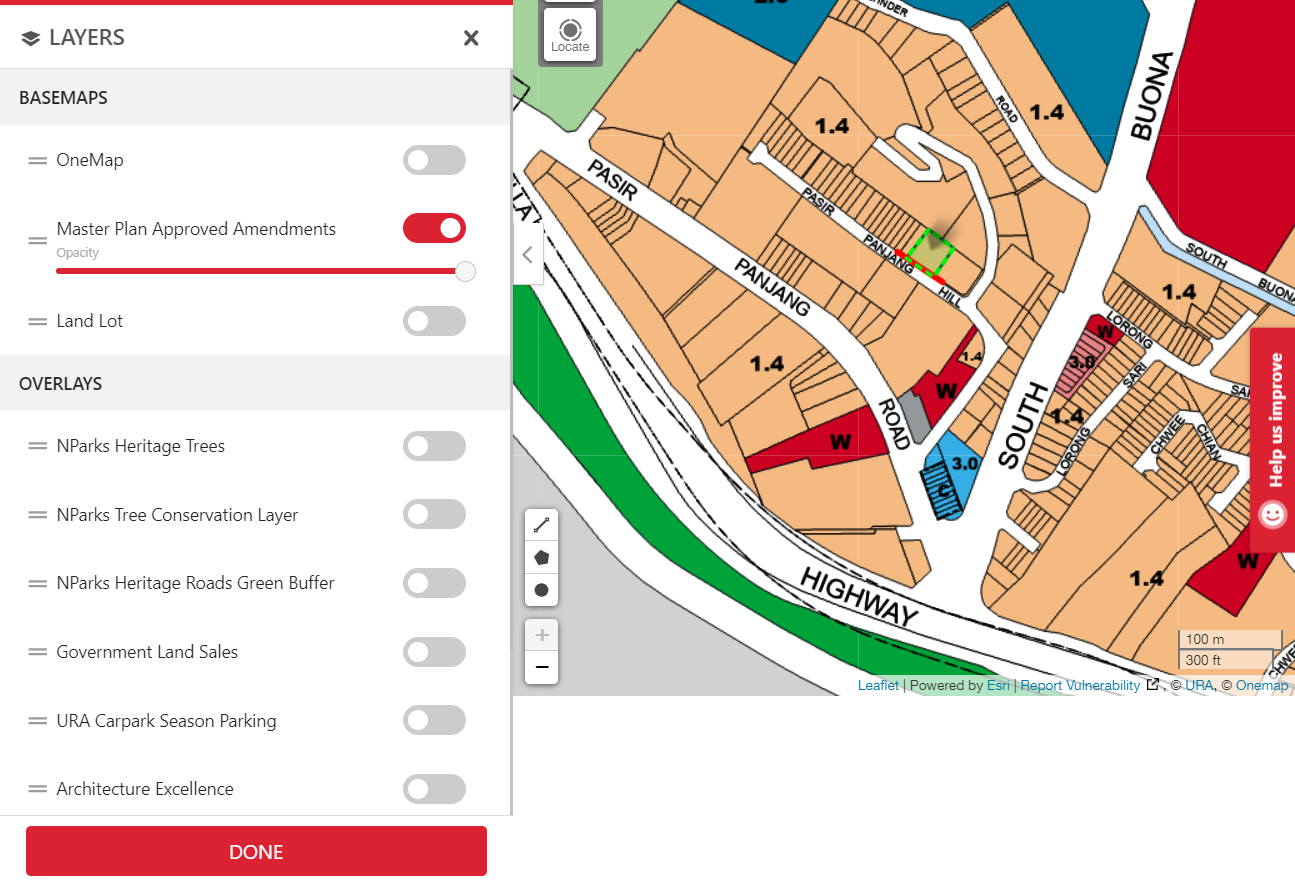 LAYERS
BASEMAPS
OneMap
Master Plan Approved Amendments
Opacity
Land Lot
OVERLAYS
NParks Heritage Trees
NParks Tree Conservation Layer
NParks Heritage Roads Green Buffer
Government Land Sales
URA Carpark Season Parking
Architecture Excellence
DONE
Locate
ROAD
1.4
1.4
BUONA
PASIR
PASIR
PANJANG
HILL
PANJANG
SOUTH
BUONA
1.4
W
LORONG
1.4
3.0
SARI
1.4
W
1.4
SOUTH
LORONG
CHWEE
CHIAN
ROAD
W
3.0
C
HIGHWAY
1.4
W
Help us improve
100 m
300 ft
Leaflet | Powered by Esri | Report Vulnerability , © URA, © Onemap